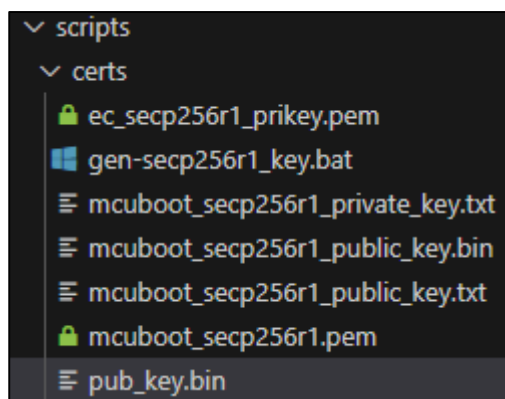 scripts
certs
ec_secp256r1_prikey.pem
gen-secp256r1_key.bat
mcuboot_secp256r1_private_key.txt
mcuboot_secp256r1_public_key.bin
mcuboot_secp256r1_public_key.txt
mcuboot_secp256r1.pem
pub_key.bin